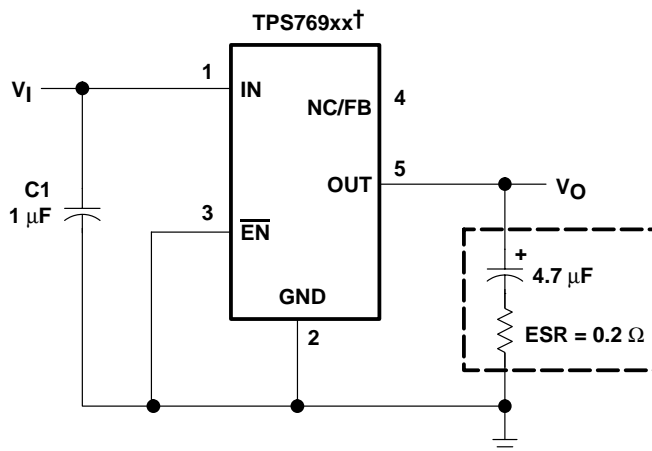 TPS769xx†
VI
1
IN
NC/FB
4
C1
1 μF
3
EN
OUT
5
VO
GND
2
+
4.7 μF
ESR = 0.2 Ω